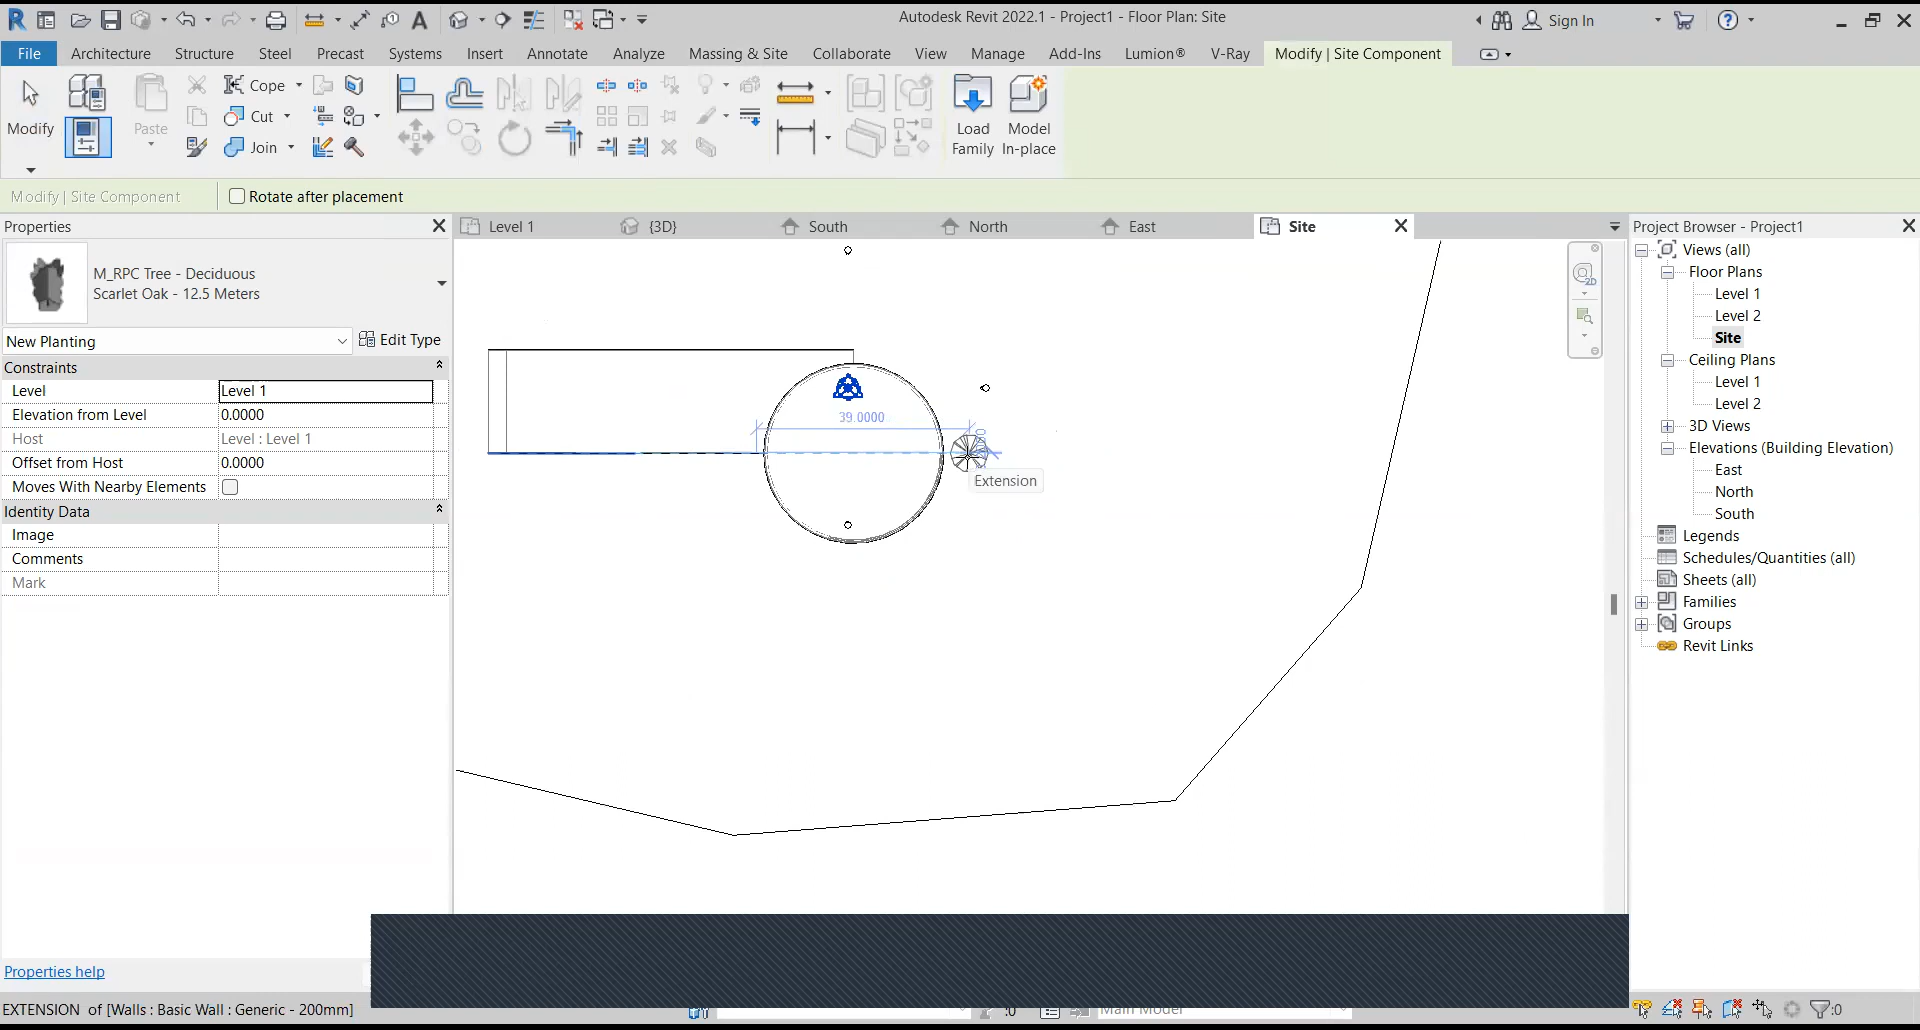 Autodesk Revit 2022.1 - Project1 - Floor Plan: Site
Sign In
File Architecture Structure Steel Precast Systems Insert Annotate Analyze Massing & Site Collaborate View Manage Add-Ins Lumion® V-Ray Modify | Site Component
Modify
Paste
Cope
Cut
Join
Load Family
Model In-place
Modify | Site Component
Rotate after placement
Properties
M_RPC Tree - Deciduous
Scarlet Oak - 12.5 Meters
New Planting
Edit Type
Constraints
Level Level 1
Elevation from Level 0.0000
Host Level : Level 1
Offset from Host 0.0000
Moves With Nearby Elements
Identity Data
Image
Comments
Mark
Properties help
Level 1 {3D} South North East Site
2D
39.0000
Extension
Project Browser - Project1
Views (all)
Floor Plans
Level 1
Level 2
Site
Ceiling Plans
Level 1
Level 2
3D Views
Elevations (Building Elevation)
East
North
South
Legends
Schedules/Quantities (all)
Sheets (all)
Families
Groups
Revit Links
EXTENSION of [Walls : Basic Wall : Generic - 200mm]
:0
Main Model
:0